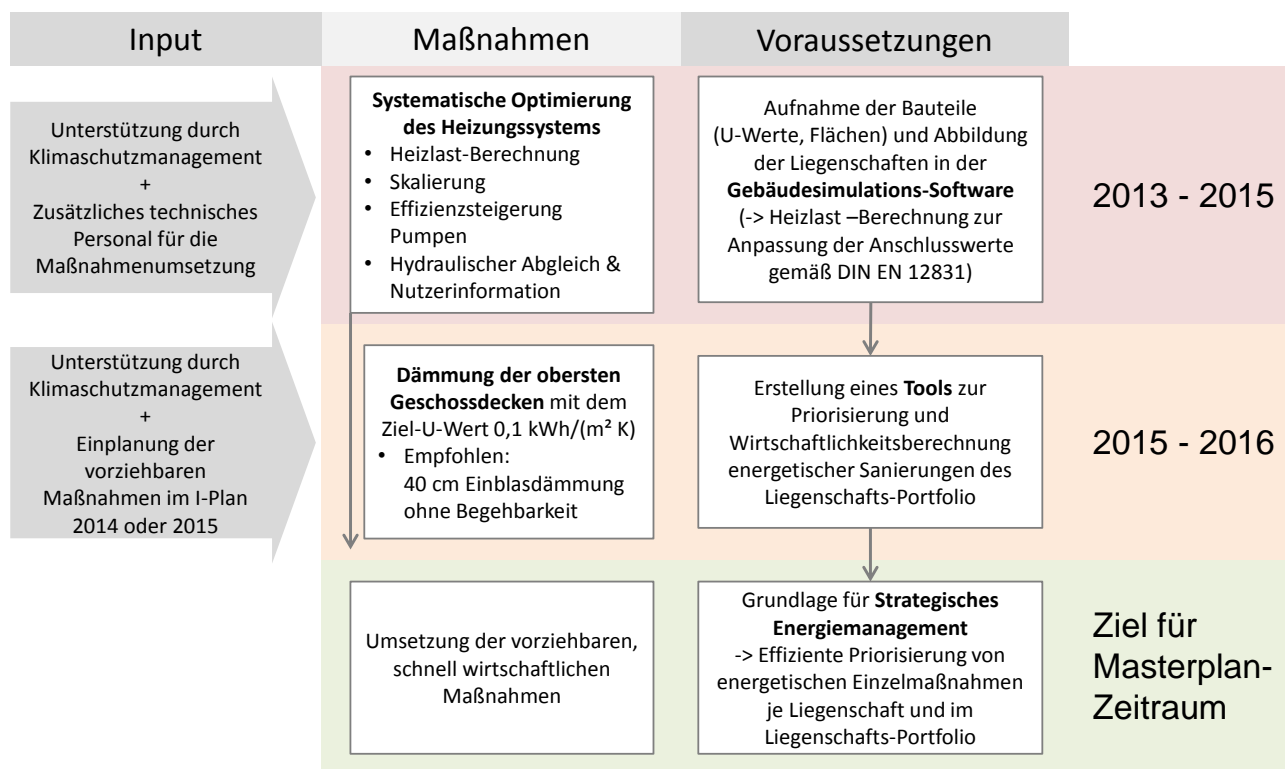 Input
Maßnahmen
Voraussetzungen
Unterstützung durch
Klimaschutzmanagement
+
Zusätzliches technisches
Personal für die
Maßnahmenumsetzung
Systematische Optimierung
des Heizungssystems
• Heizlast-Berechnung
• Skalierung
• Effizienzsteigerung
Pumpen
• Hydraulischer Abgleich &
Nutzerinformation
Aufnahme der Bauteile
(U-Werte, Flächen) und Abbildung
der Liegenschaften in der
Gebäudesimulations-Software
(-> Heizlast –Berechnung zur
Anpassung der Anschlusswerte
gemäß DIN EN 12831)
2013 - 2015
Unterstützung durch
Klimaschutzmanagement
+
Einplanung der
vorziehbaren
Maßnahmen im I-Plan
2014 oder 2015
Dämmung der obersten
Geschossdecken mit dem
Ziel-U-Wert 0,1 kWh/(m² K)
• Empfohlen:
40 cm Einblasdämmung
ohne Begehbarkeit
Erstellung eines Tools zur
Priorisierung und
Wirtschaftlichkeitsberechnung
energetischer Sanierungen des
Liegenschafts-Portfolio
2015 - 2016
Umsetzung der vorziehbaren,
schnell wirtschaftlichen
Maßnahmen
Grundlage für Strategisches
Energiemanagement
-> Effiziente Priorisierung von
energetischen Einzelmaßnahmen
je Liegenschaft und im
Liegenschafts-Portfolio
Ziel für
Masterplan-
Zeitraum